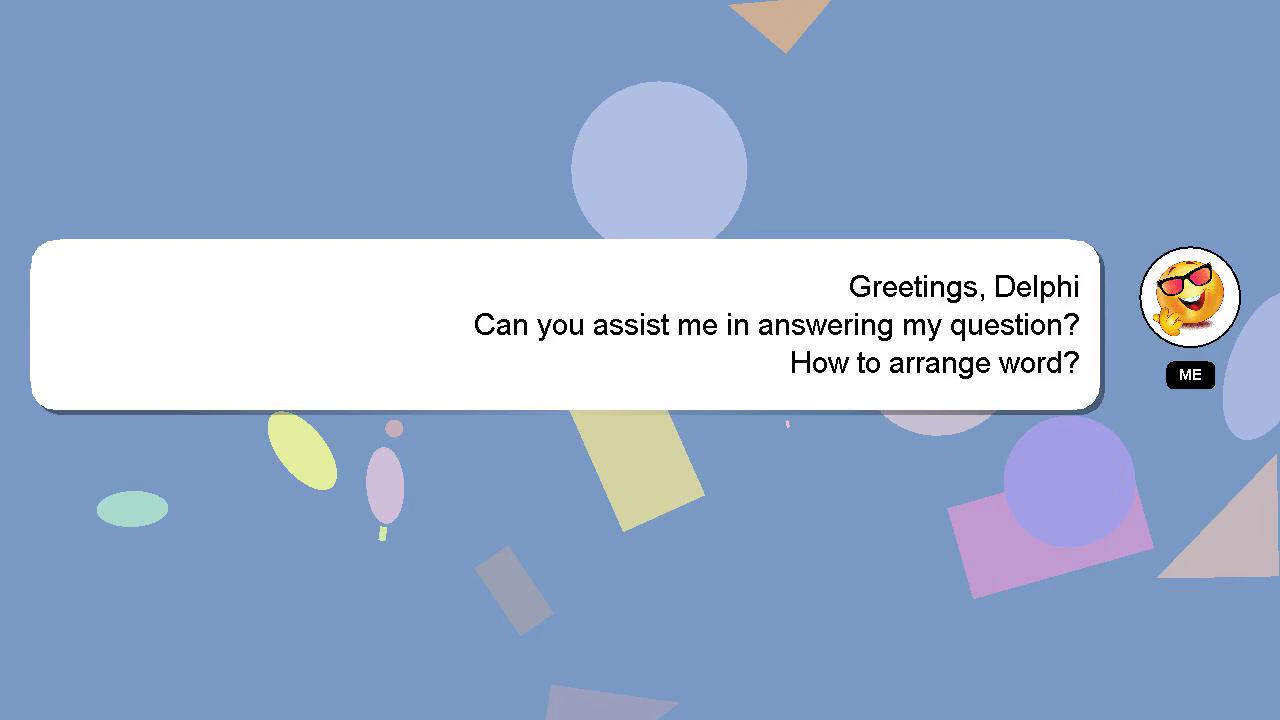 Greetings, Delphi
Can you assist me in answering my question?
How to arrange word?
ME